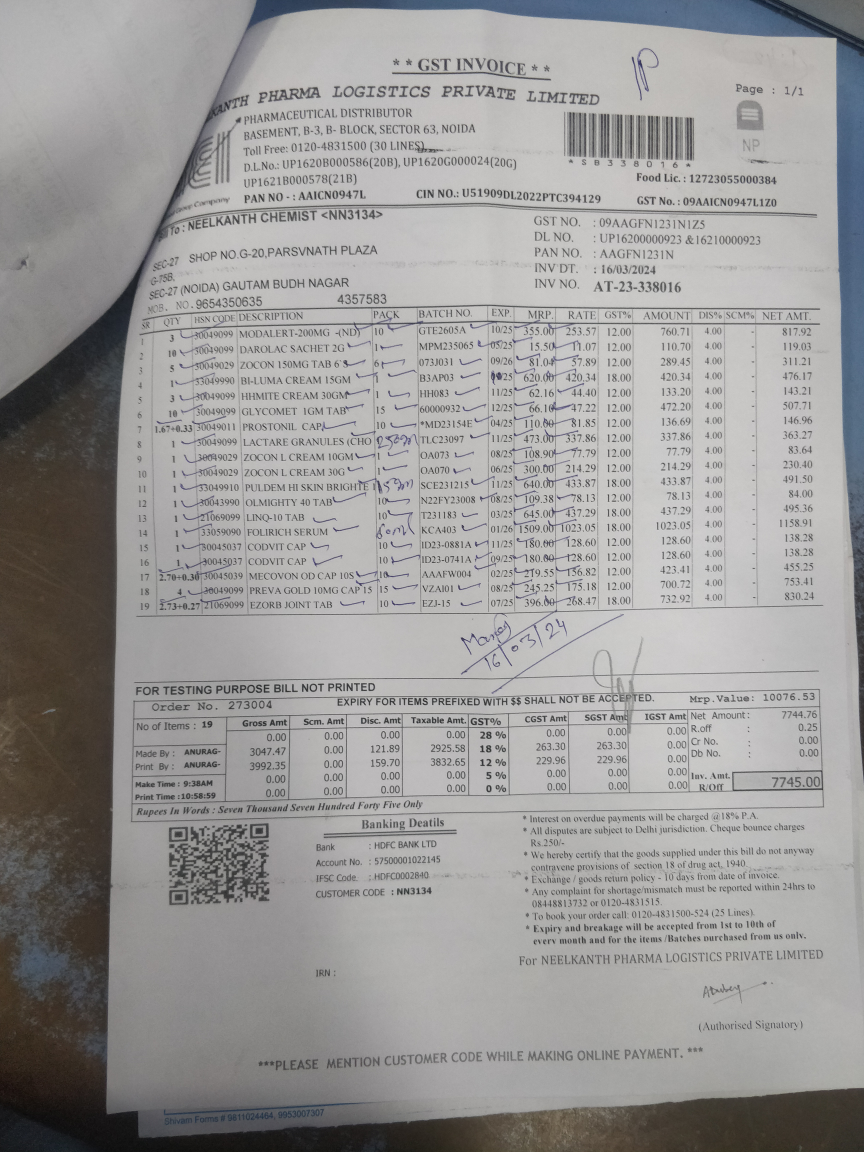 * * GST INVOICE * *
Page : 1/1
KANTH PHARMA LOGISTICS PRIVATE LIMITED
PHARMACEUTICAL DISTRIBUTOR
BASEMENT, B-3, B- BLOCK, SECTOR 63, NOIDA
Toll Free: 0120-4831500 (30 LINES)
D.L.No.: UP1620B000586(20B), UP1620G000024(20G)
UP1621B000578(21B)
PAN NO -: AAICN0947L CIN NO.: U51909DL2022PTC394129
* S B 3 3 8 0 1 6 *
NP
Food Lic. : 12723055000384
GST No. : 09AAICN0947L1Z0
Group Company
To : NEELKANTH CHEMIST <NN3134>
SEC-27 SHOP NO.G-20,PARSVNATH PLAZA
G-75B,
SEC-27 (NOIDA) GAUTAM BUDH NAGAR
MOB. NO. 9654350635 4357583
GST NO. : 09AAGFN1231N1Z5
DL NO. : UP16200000923 &16210000923
PAN NO. : AAGFN1231N
INV DT. : 16/03/2024
INV NO. AT-23-338016
SR QTY HSN CODE DESCRIPTION PACK BATCH NO. EXP. MRP. RATE GST% AMOUNT DIS% SCM% NET AMT.
1 3 30049099 MODALERT-200MG -(ND) 10 GTE2605A 10/25 355.00 253.57 12.00 760.71 4.00 - 817.92
2 10 30049099 DAROLAC SACHET 2G 1 MPM235065 05/25 15.50 11.07 12.00 110.70 4.00 - 119.03
3 5 30049029 ZOCON 150MG TAB 6'S 6 073J031 09/26 81.04 57.89 12.00 289.45 4.00 - 311.21
4 1 33049990 BI-LUMA CREAM 15GM 1 B3AP03 /25 620.00 420.34 18.00 420.34 4.00 - 476.17
5 3 30049099 HHMITE CREAM 30GM 1 HH083 11/25 62.16 44.40 12.00 133.20 4.00 - 143.21
6 10 30049099 GLYCOMET 1GM TAB 15 60000932 12/25 66.10 47.22 12.00 472.20 4.00 - 507.71
7 1.67+0.33 30049011 PROSTONIL CAP, 10 *MD23154E 04/25 110.00 81.85 12.00 136.69 4.00 - 146.96
8 1 30049099 LACTARE GRANULES (CHO 250gm TLC23097 11/25 473.00 337.86 12.00 337.86 4.00 - 363.27
9 1 30049029 ZOCON L CREAM 10GM 1 OA073 08/25 108.90 77.79 12.00 77.79 4.00 - 83.64
10 1 30049029 ZOCON L CREAM 30G 1 OA070 06/25 300.00 214.29 12.00 214.29 4.00 - 230.40
11 1 33049910 PULDEM HI SKIN BRIGHTE 15gm SCE231215 11/25 640.00 433.87 18.00 433.87 4.00 - 491.50
12 1 30043990 OLMIGHTY 40 TAB 10 N22FY23008 08/25 109.38 78.13 12.00 78.13 4.00 - 84.00
13 1 21069099 LINQ-10 TAB 10 T231183 03/25 645.00 437.29 18.00 437.29 4.00 - 495.36
14 1 33059090 FOLIRICH SERUM 60ml KCA403 01/26 1509.00 1023.05 18.00 1023.05 4.00 - 1158.91
15 1 30045037 CODVIT CAP 10 ID23-0881A 11/25 180.00 128.60 12.00 128.60 4.00 - 138.28
16 1 30045037 CODVIT CAP 10 ID23-0741A 09/25 180.00 128.60 12.00 128.60 4.00 - 138.28
17 2.70+0.30 30045039 MECOVON OD CAP 10S 10 AAAFW004 02/25 219.55 156.82 12.00 423.41 4.00 - 455.25
18 4 30049099 PREVA GOLD 10MG CAP 15 15 VZAI01 08/25 245.25 175.18 12.00 700.72 4.00 - 753.41
19 2.73+0.27 21069099 EZORB JOINT TAB 10 EZJ-15 07/25 396.00 268.47 18.00 732.92 4.00 - 830.24
16/03/24
FOR TESTING PURPOSE BILL NOT PRINTED
Order No. 273004 EXPIRY FOR ITEMS PREFIXED WITH $$ SHALL NOT BE ACCEPTED. Mrp.Value: 10076.53
No of Items : 19 Gross Amt Scm. Amt Disc. Amt Taxable Amt. GST% CGST Amt SGST Amt IGST Amt Net Amount: 7744.76
0.00 0.00 0.00 0.00 28 % 0.00 0.00 0.00 R.off : 0.25
Made By : ANURAG- 3047.47 0.00 121.89 2925.58 18 % 263.30 263.30 0.00 Cr No. : 0.00
Print By : ANURAG- 3992.35 0.00 159.70 3832.65 12 % 229.96 229.96 0.00 Db No. : 0.00
Make Time : 9:38AM 0.00 0.00 0.00 0.00 5 % 0.00 0.00 0.00 Inv. Amt.
Print Time :10:58:59 0.00 0.00 0.00 0.00 0 % 0.00 0.00 0.00 R/Off 7745.00
Rupees In Words : Seven Thousand Seven Hundred Forty Five Only
Banking Deatils
Bank : HDFC BANK LTD
Account No. : 57500001022145
IFSC Code. : HDFC0002840
CUSTOMER CODE : NN3134
IRN :
* Interest on overdue payments will be charged @18% P.A.
* All disputes are subject to Delhi jurisdiction. Cheque bounce charges
Rs.250/-
* We hereby certify that the goods supplied under this bill do not anyway
contravene provisions of section 18 of drug act, 1940.
* Exchange / goods return policy - 10 days from date of invoice.
* Any complaint for shortage/mismatch must be reported within 24hrs to
08448813732 or 0120-4831515.
* To book your order call: 0120-4831500-524 (25 Lines).
* Expiry and breakage will be accepted from 1st to 10th of
every month and for the items /Batches purchased from us only.
For NEELKANTH PHARMA LOGISTICS PRIVATE LIMITED
(Authorised Signatory)
***PLEASE MENTION CUSTOMER CODE WHILE MAKING ONLINE PAYMENT. ***
Shivam Forms # 9811024464, 9953007307